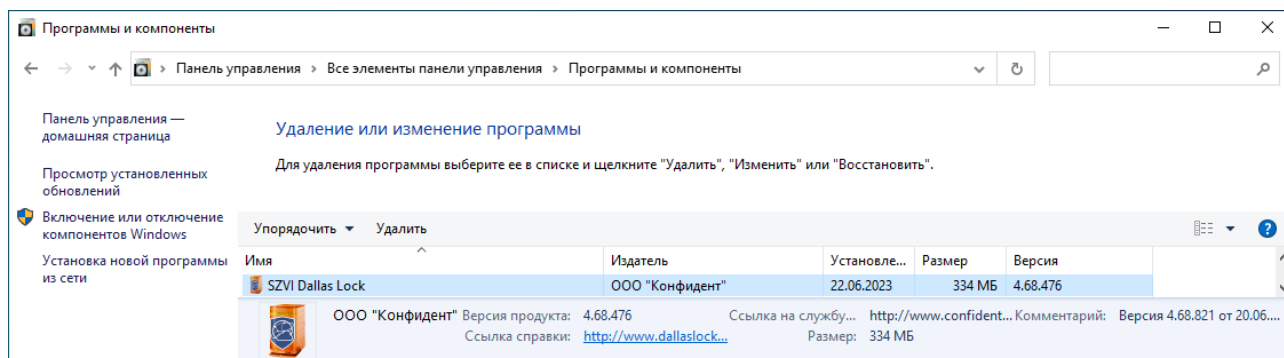 Программы и компоненты
Панель управления › Все элементы панели управления › Программы и компоненты
Панель управления —
домашняя страница
Просмотр установленных
обновлений
Включение или отключение
компонентов Windows
Установка новой программы
из сети
Удаление или изменение программы
Для удаления программы выберите ее в списке и щелкните "Удалить", "Изменить" или "Восстановить".
Упорядочить Удалить
Имя Издатель Установле... Размер Версия
SZVI Dallas Lock ООО "Конфидент" 22.06.2023 334 МБ 4.68.476
ООО "Конфидент" Версия продукта: 4.68.476 Ссылка на службу... http://www.confident... Комментарий: Версия 4.68.821 от 20.06....
Ссылка справки: http://www.dallaslock... Размер: 334 МБ